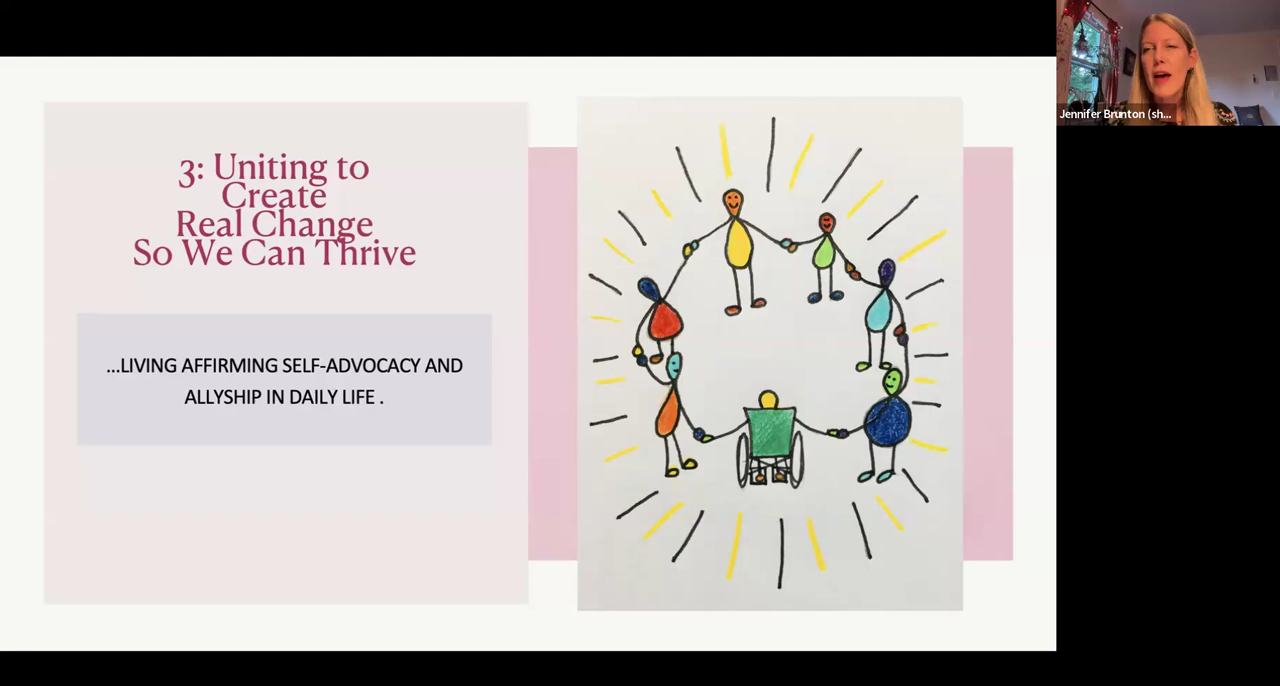 3: Uniting to
Create
Real Change
So We Can Thrive
...LIVING AFFIRMING SELF-ADVOCACY AND
ALLYSHIP IN DAILY LIFE .
Jennifer Brunton (sh...